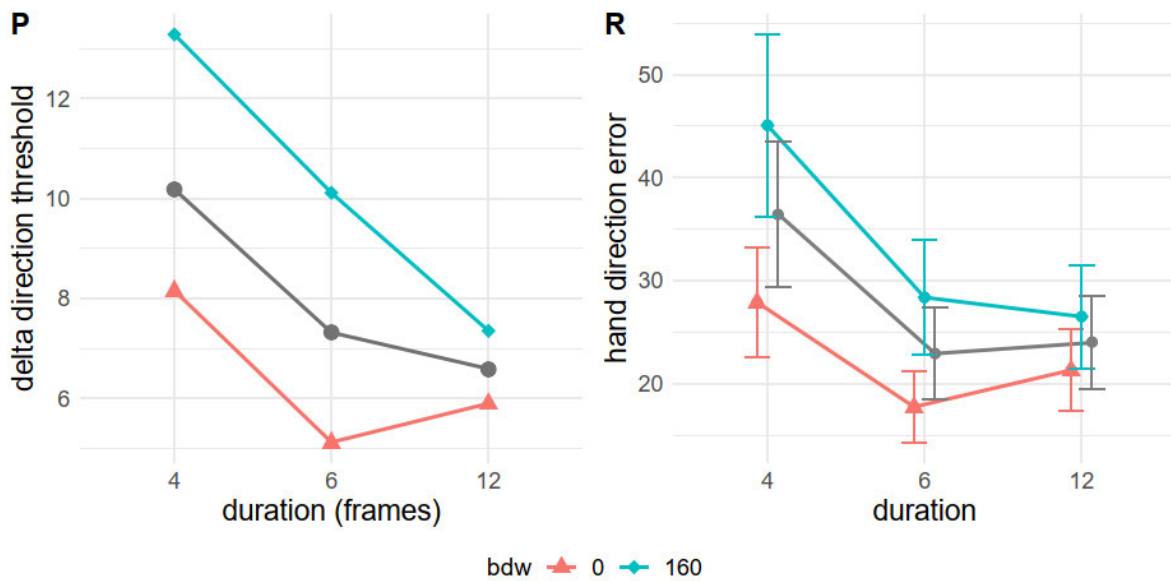 P
delta direction threshold
12
10
8
6
4
6
12
duration (frames)
R
hand direction error
50
40
30
20
4
6
12
duration
bdw 0 160